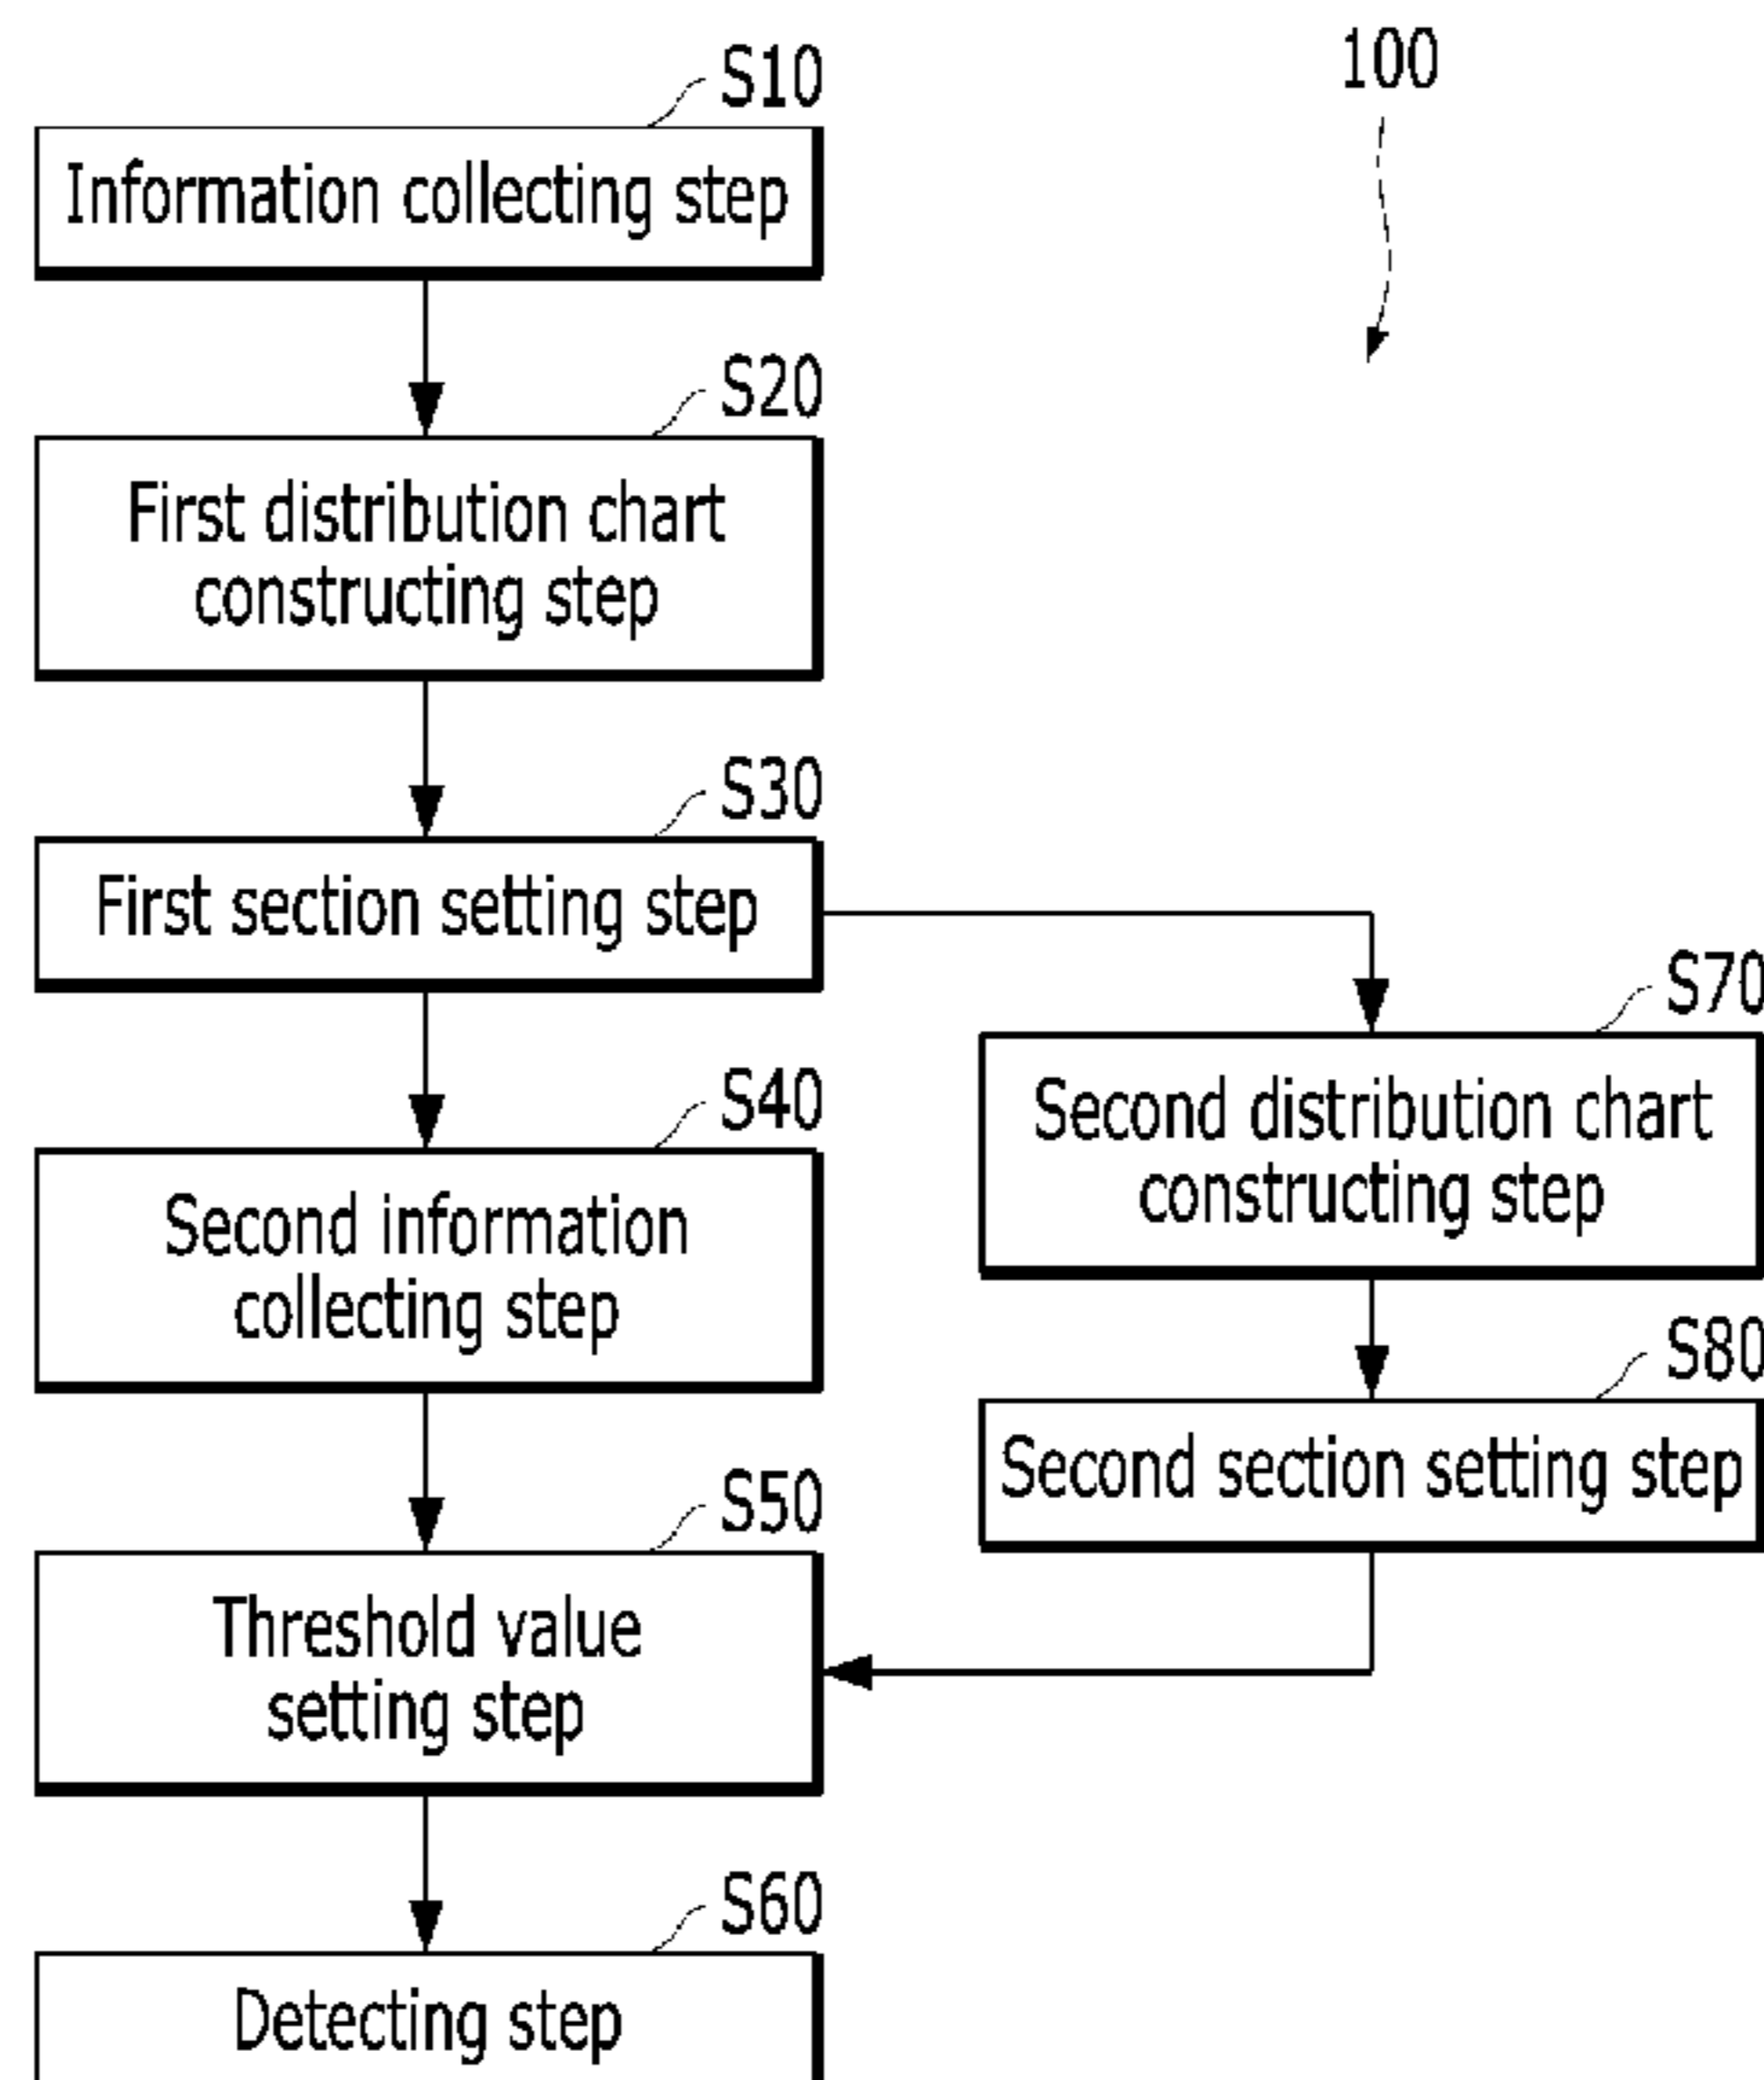 100
S10
Information collecting step
S20
First distribution chart
constructing step
S30
First section setting step
S40
Second information
collecting step
S50
Threshold value
setting step
S60
Detecting step
S70
Second distribution chart
constructing step
S80
Second section setting step